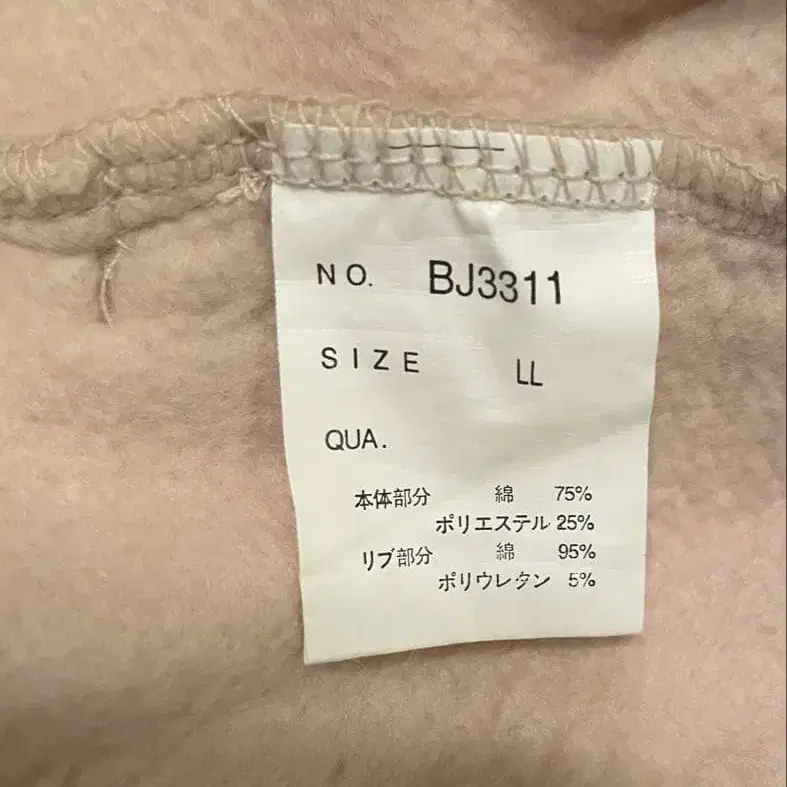 NO. BJ3311
SIZE LL
QUA.
本体部分 綿 75%
ポリエステル 25%
リブ部分 綿 95%
ポリウレタン 5%